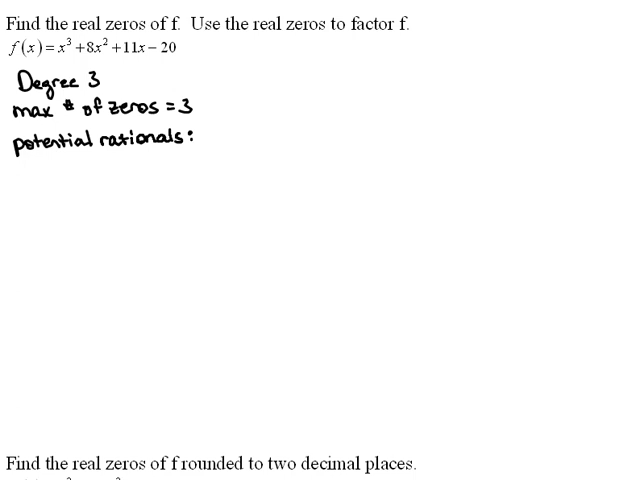 Find the real zeros of f. Use the real zeros to factor f.
f(x)=x³+8x²+11x−20
Degree 3
max # of zeros = 3
potential rationals:
Find the real zeros of f rounded to two decimal places.